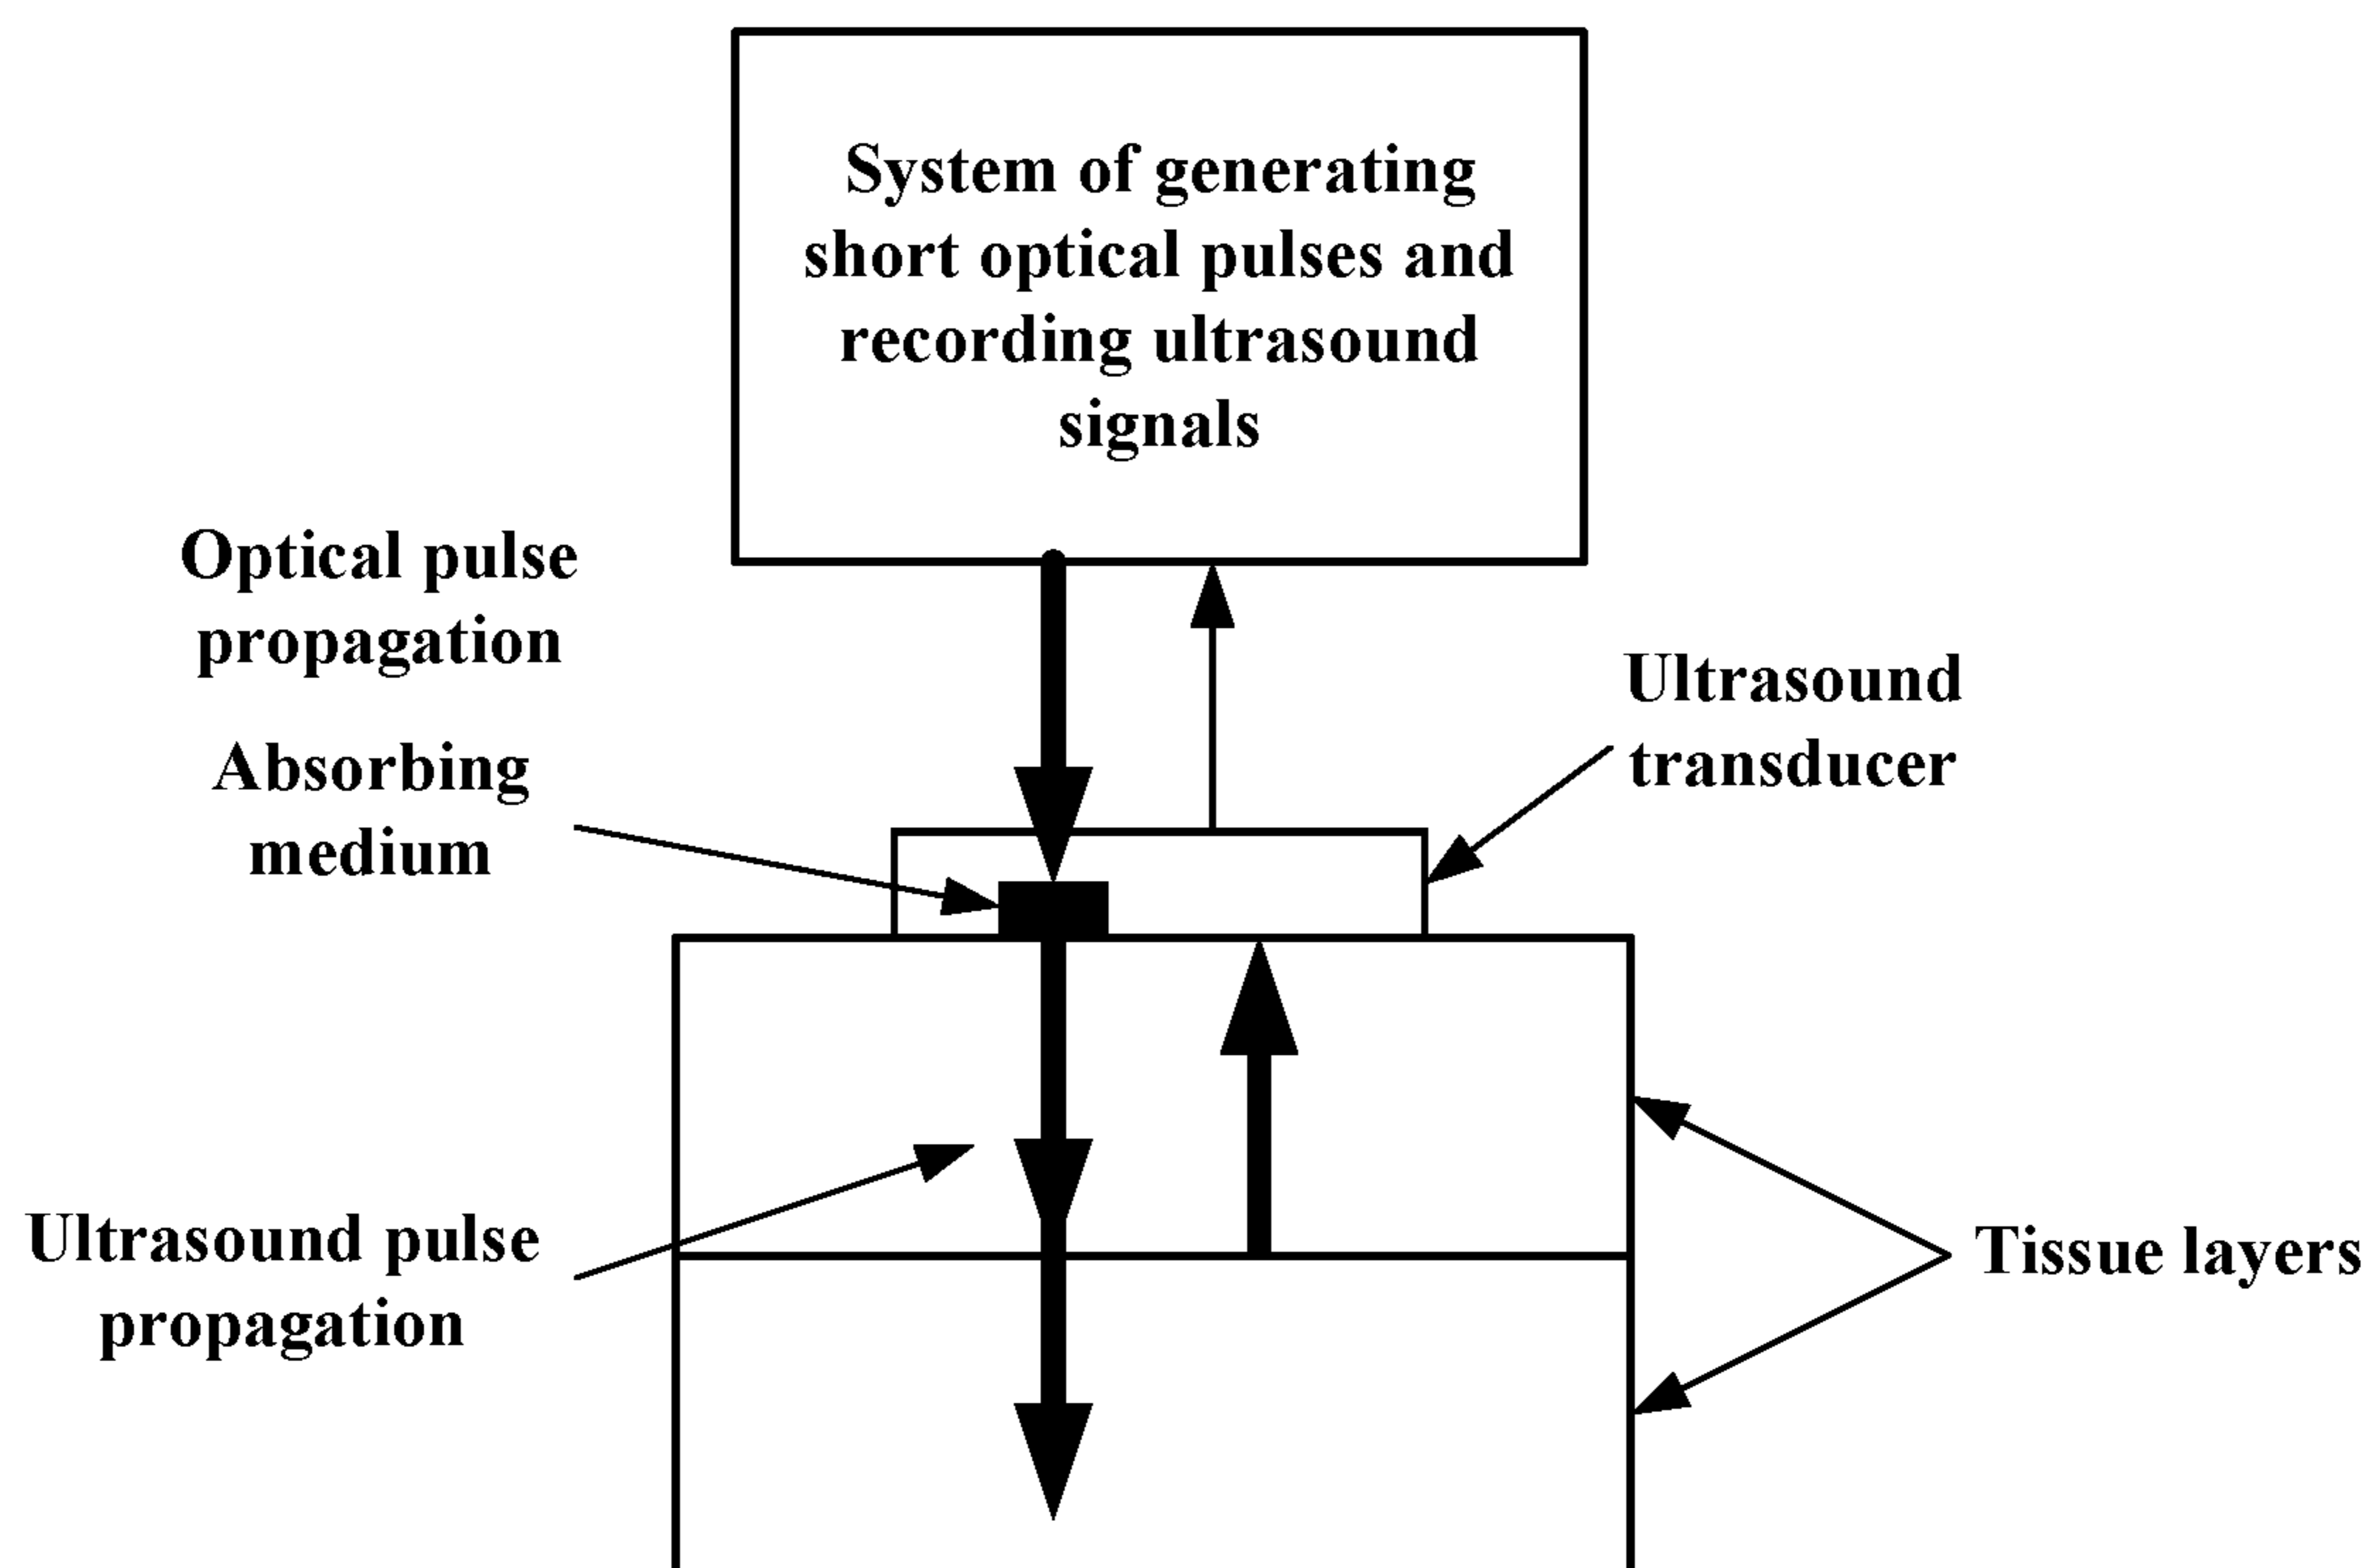 System of generating
short optical pulses and
recording ultrasound
signals
Optical pulse
propagation
Ultrasound
transducer
Absorbing
medium
Ultrasound pulse
propagation
Tissue layers